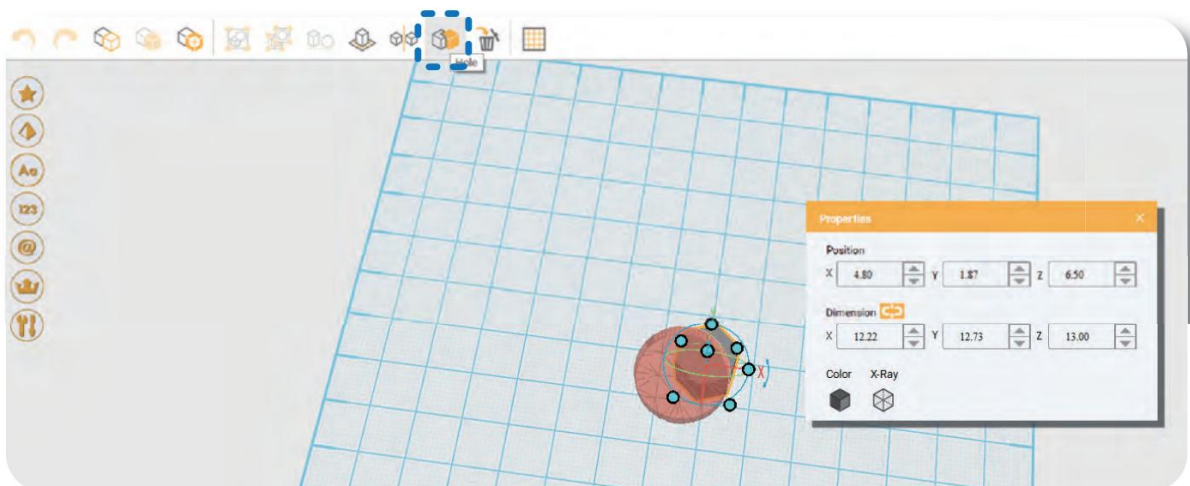 Hole
Aa
123
@
Properties
Position
X 4.80 Y 1.87 Z 6.50
Dimension
X 12.22 Y 12.73 Z 13.00
Color X-Ray
X